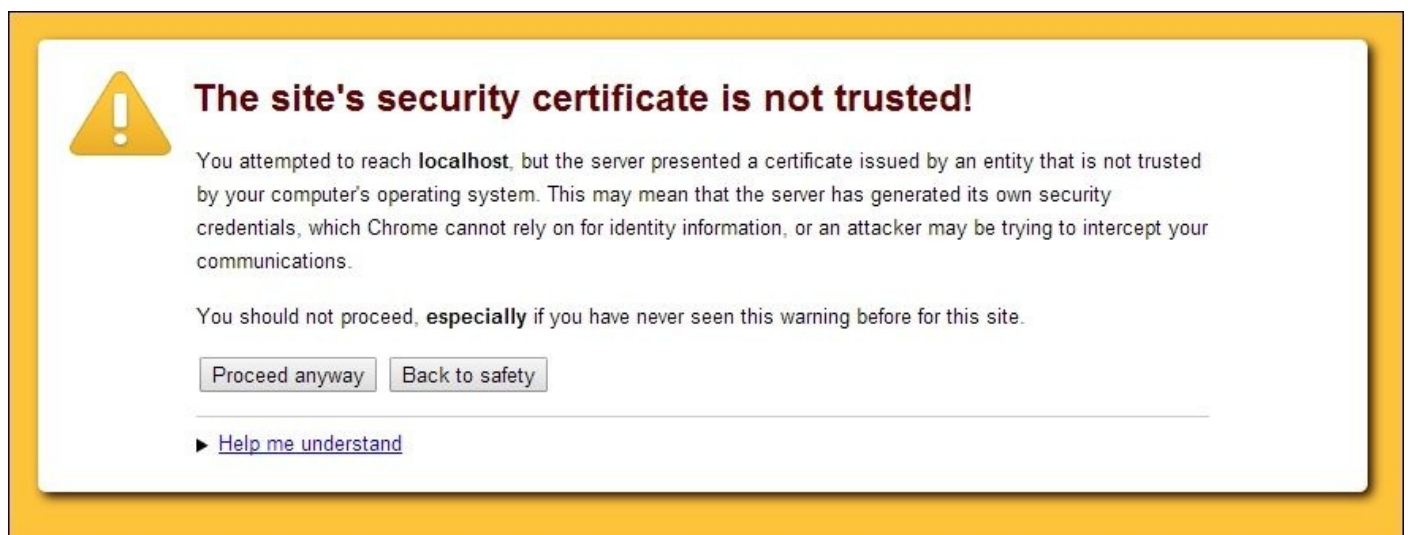 The site's security certificate is not trusted!
You attempted to reach localhost, but the server presented a certificate issued by an entity that is not trusted
by your computer's operating system. This may mean that the server has generated its own security
credentials, which Chrome cannot rely on for identity information, or an attacker may be trying to intercept your
communications.
You should not proceed, especially if you have never seen this warning before for this site.
Proceed anyway Back to safety
Help me understand